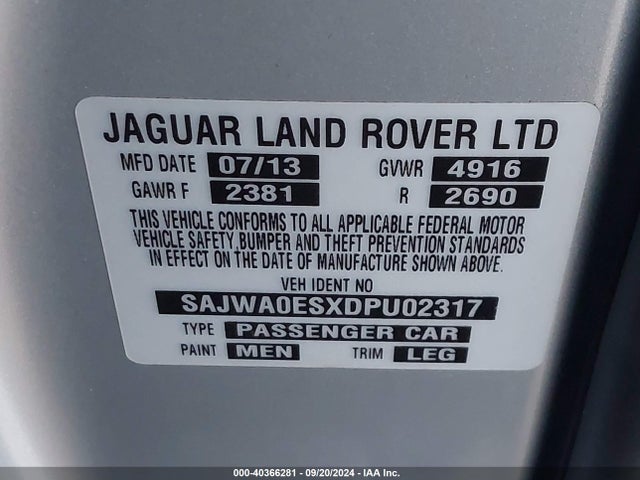 JAGUAR LAND ROVER LTD
MFD DATE 07/13 GVWR 4916
GAWR F 2381 R 2690
THIS VEHICLE CONFORMS TO ALL APPLICABLE FEDERAL MOTOR
VEHICLE SAFETY, BUMPER AND THEFT PREVENTION STANDARDS
IN EFFECT ON THE DATE OF MANUFACTURE SHOWN ABOVE.
VEH IDENT NO
SAJWA0ESXDPU02317
TYPE PASSENGER CAR
PAINT MEN TRIM LEG
000-40366281 - 09/20/2024 - IAA Inc.